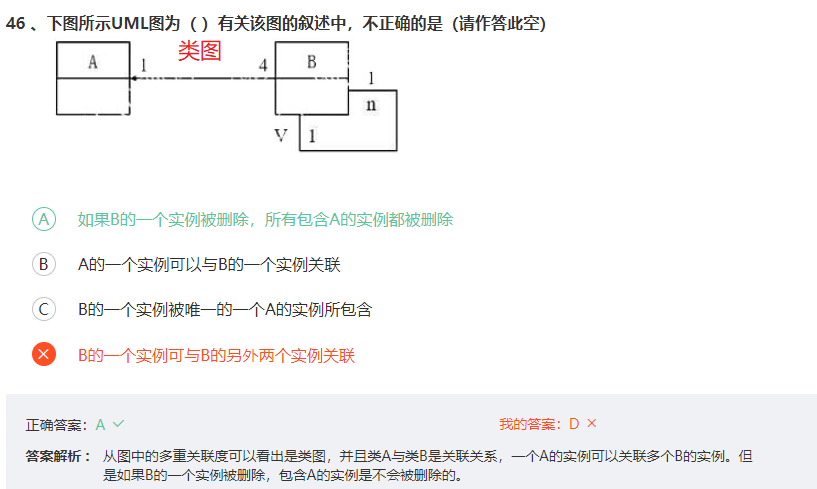 46 、下图所示UML图为（ ）有关该图的叙述中，不正确的是（请作答此空）
类图
A 1 4 B
1
n
V 1
A 如果B的一个实例被删除，所有包含A的实例都被删除
B A的一个实例可以与B的一个实例关联
C B的一个实例被唯一的一个A的实例所包含
B的一个实例可与B的另外两个实例关联
正确答案：A 我的答案：D
答案解析： 从图中的多重关联度可以看出是类图，并且类A与类B是关联关系，一个A的实例可以关联多个B的实例。但
是如果B的一个实例被删除，包含A的实例是不会被删除的。